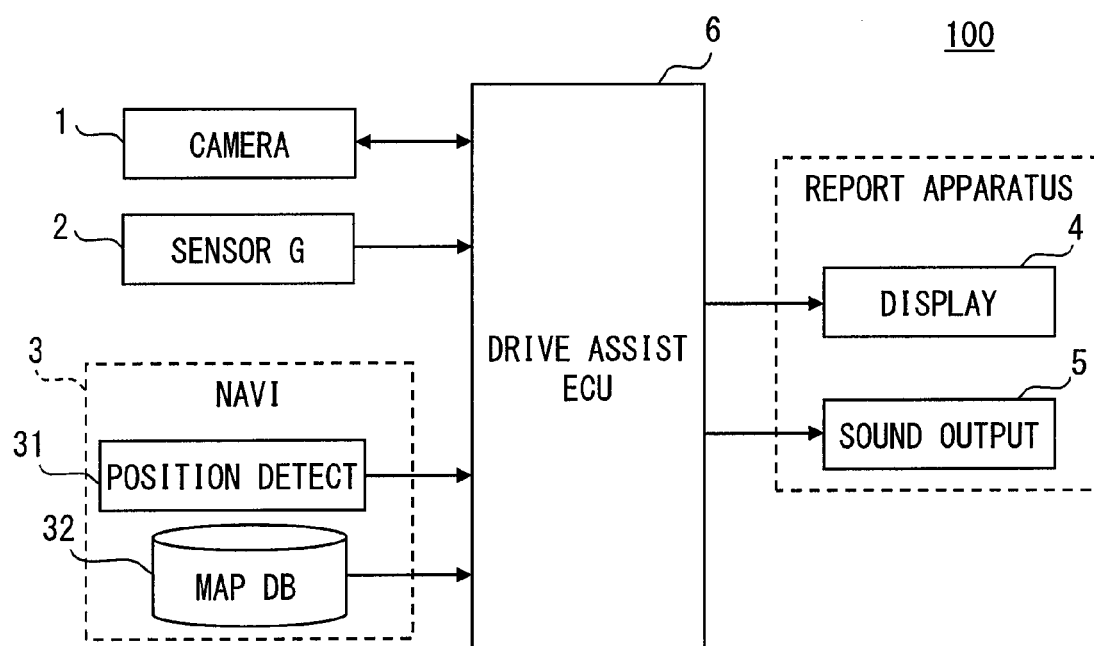 100
6
1
CAMERA
2
SENSOR G
3
NAVI
31
POSITION DETECT
32
MAP DB
DRIVE ASSIST
ECU
REPORT APPARATUS
4
DISPLAY
5
SOUND OUTPUT